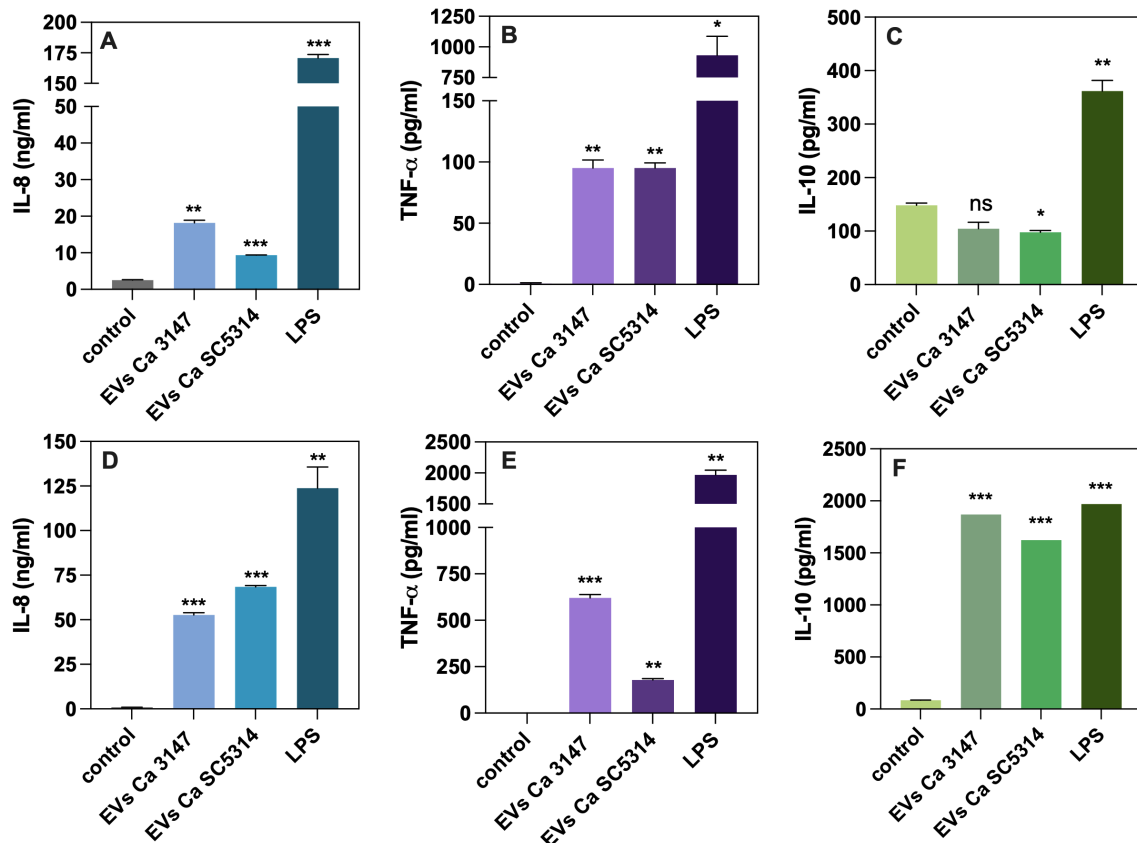 A
IL-8 (ng/ml)
200
175
150
50
40
30
20
10
0
**
***
***
control
EVs Ca 3147
EVs Ca SC5314
LPS
B
TNF-α (pg/ml)
1250
1000
750
150
100
50
0
**
**
*
control
EVs Ca 3147
EVs Ca SC5314
LPS
C
IL-10 (pg/ml)
500
400
300
200
100
0
ns
*
**
control
EVs Ca 3147
EVs Ca SC5314
LPS
D
IL-8 (ng/ml)
150
125
100
75
50
25
0
***
***
**
control
EVs Ca 3147
EVs Ca SC5314
LPS
E
TNF-α (pg/ml)
2500
2000
1500
1000
750
500
250
0
***
**
**
control
EVs Ca 3147
EVs Ca SC5314
LPS
F
IL-10 (pg/ml)
2500
2000
1500
1000
500
0
***
***
***
control
EVs Ca 3147
EVs Ca SC5314
LPS